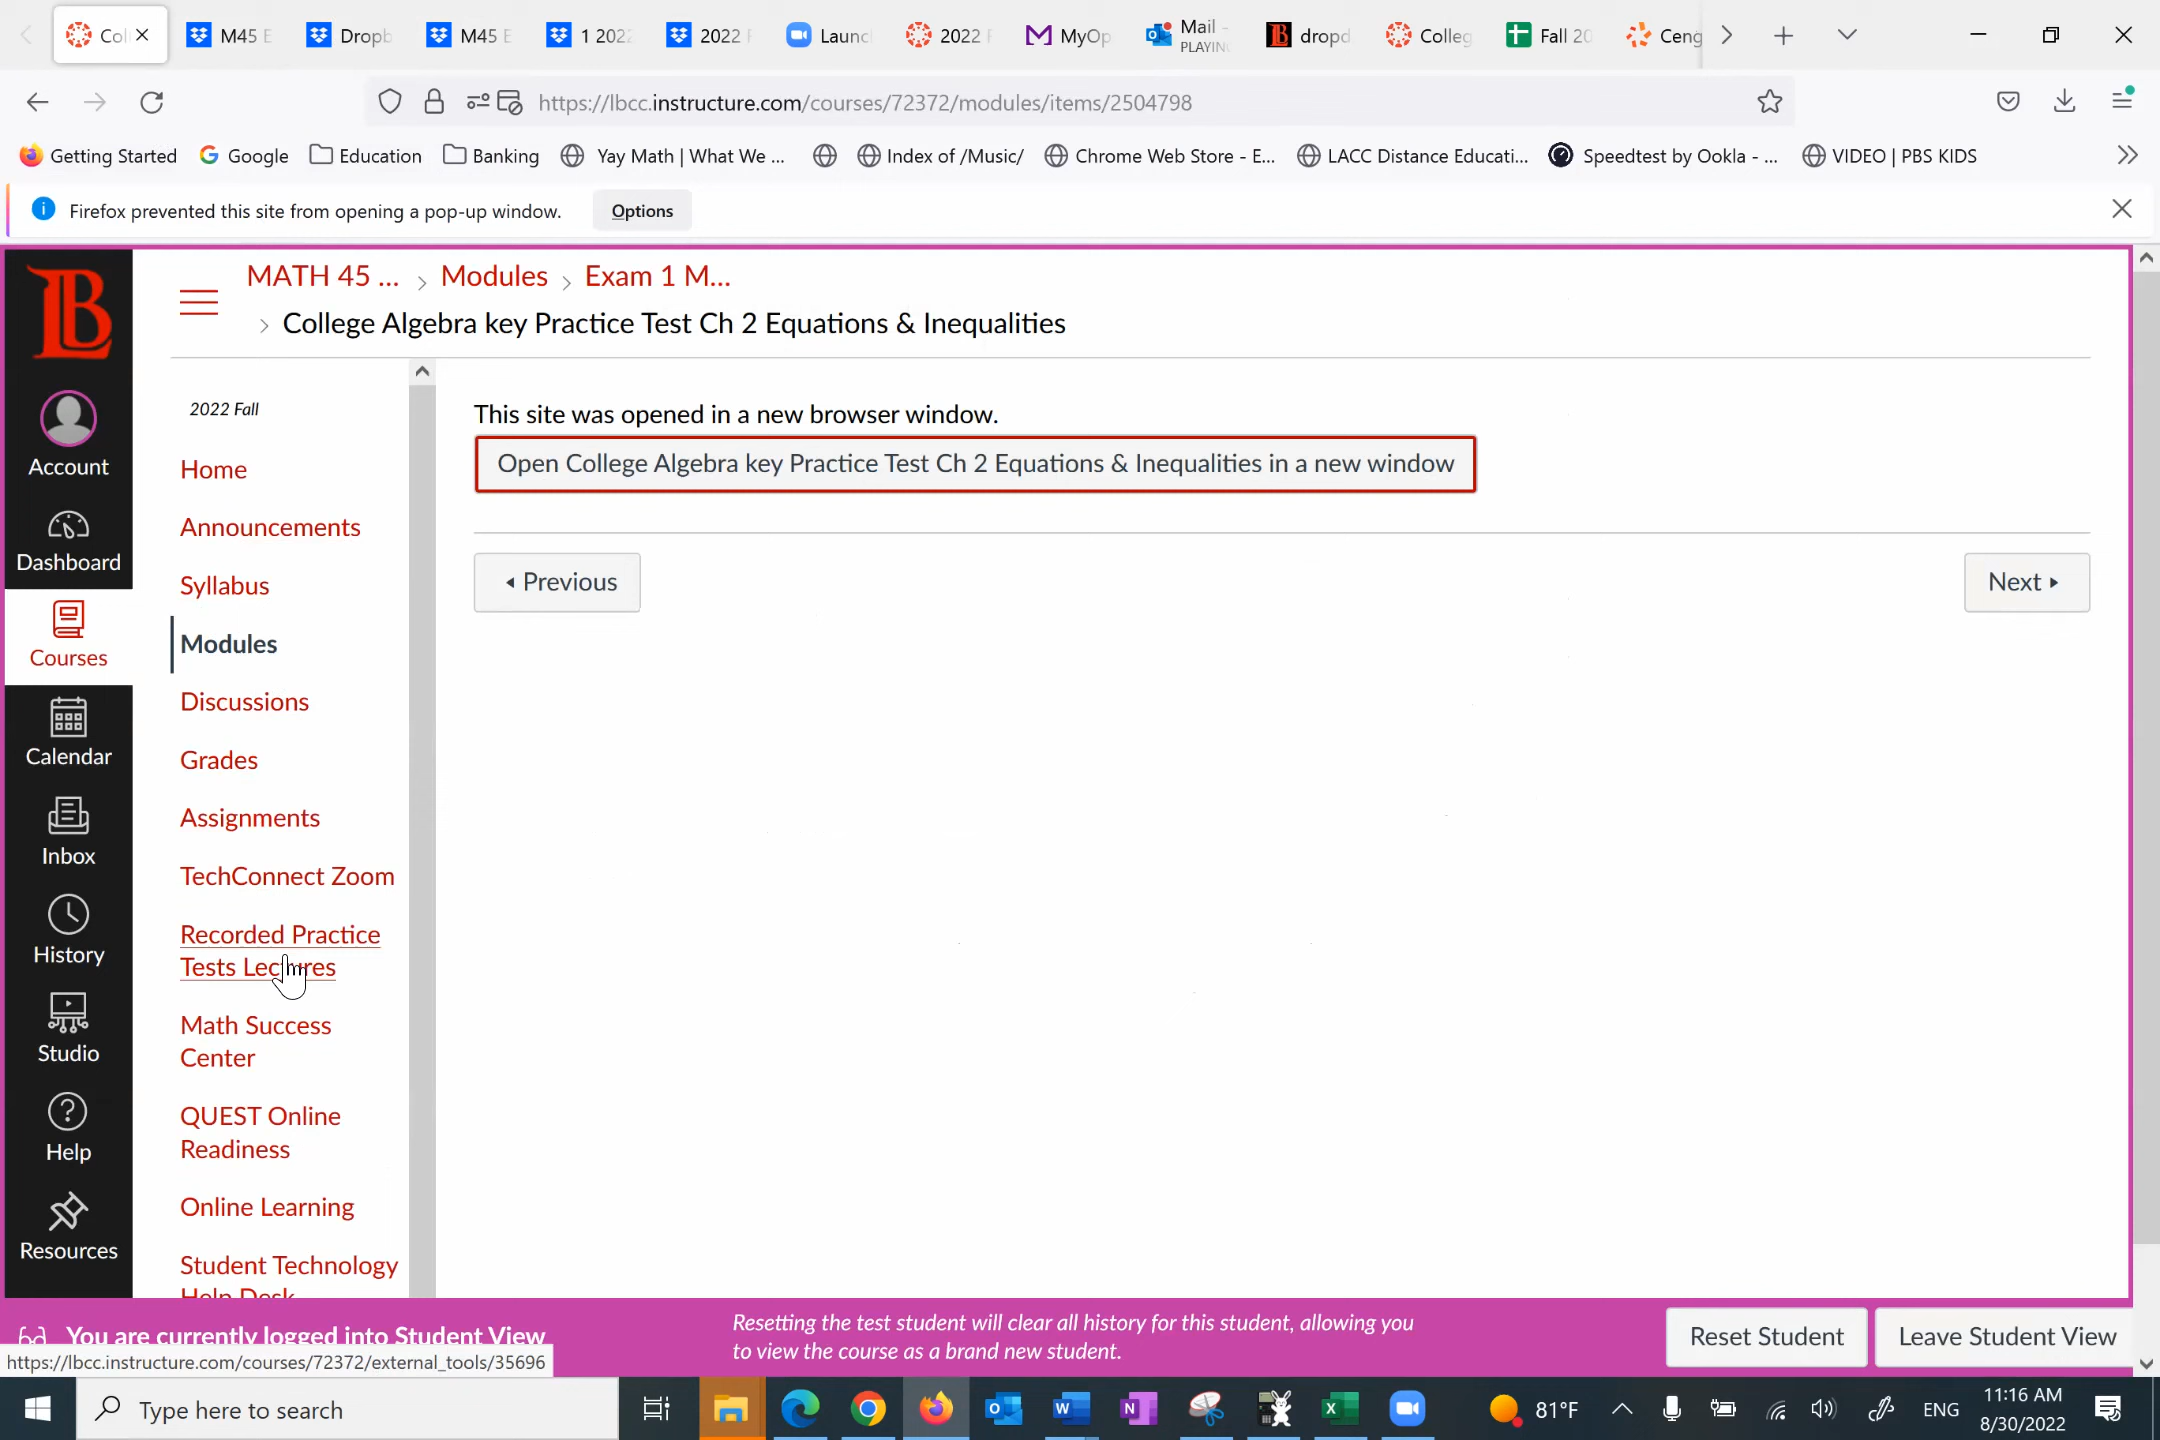 Col
M45 E
Dropb
M45 E
1 2022
2022 F
Launc
2022 F
MyOp
Mail -
PLAYING
dropd
Colleg
Fall 20
Ceng
https://lbcc.instructure.com/courses/72372/modules/items/2504798
Getting Started
Google
Education
Banking
Yay Math | What We ...
Index of /Music/
Chrome Web Store - E...
LACC Distance Educati...
Speedtest by Ookla - ...
VIDEO | PBS KIDS
Firefox prevented this site from opening a pop-up window.
Options
MATH 45 ... > Modules > Exam 1 M...
> College Algebra key Practice Test Ch 2 Equations & Inequalities
LB
Account
Dashboard
Courses
Calendar
Inbox
History
Studio
Help
Resources
2022 Fall
Home
Announcements
Syllabus
Modules
Discussions
Grades
Assignments
TechConnect Zoom
Recorded Practice
Tests Lectures
Math Success
Center
QUEST Online
Readiness
Online Learning
Student Technology
Help Desk
This site was opened in a new browser window.
Open College Algebra key Practice Test Ch 2 Equations & Inequalities in a new window
Previous
Next
You are currently logged into Student View
Resetting the test student will clear all history for this student, allowing you
to view the course as a brand new student.
Reset Student
Leave Student View
https://lbcc.instructure.com/courses/72372/external_tools/35696
Type here to search
81°F
ENG
11:16 AM
8/30/2022